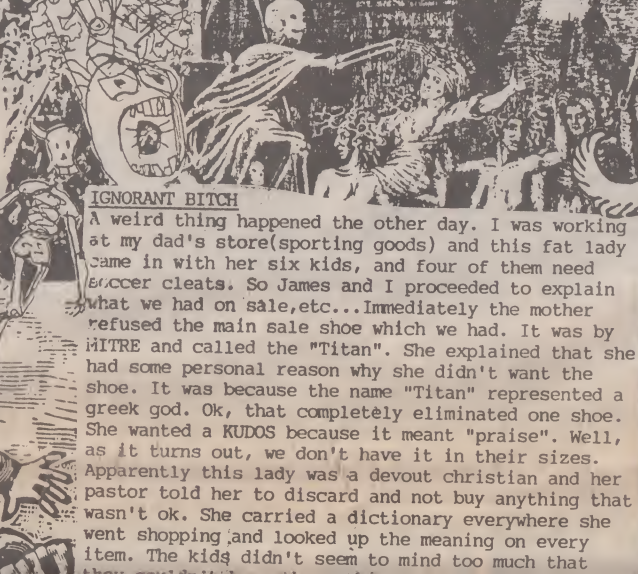 IGNORANT BITCH
A weird thing happened the other day. I was working
at my dad's store(sporting goods) and this fat lady
came in with her six kids, and four of them need
soccer cleats. So James and I proceeded to explain
what we had on sale,etc...Immediately the mother
refused the main sale shoe which we had. It was by
MITRE and called the "Titan". She explained that she
had some personal reason why she didn't want the
shoe. It was because the name "Titan" represented a
greek god. Ok, that completely eliminated one shoe.
She wanted a KUDOS because it meant "praise". Well,
as it turns out, we don't have it in their sizes.
Apparently this lady was a devout christian and her
pastor told her to discard and not buy anything that
wasn't ok. She carried a dictionary everywhere she
went shopping and looked up the meaning on every
item. The kids didn't seem to mind too much that